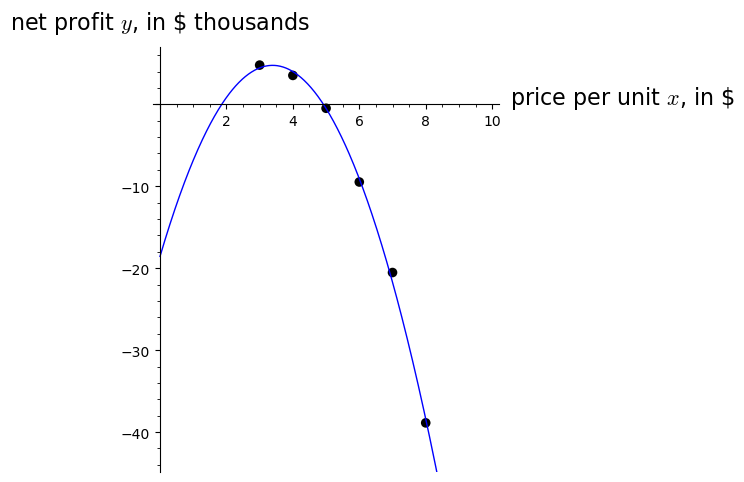 net profit y, in $ thousands
price per unit x, in $
2 4 6 8 10
−10
−20
−30
−40